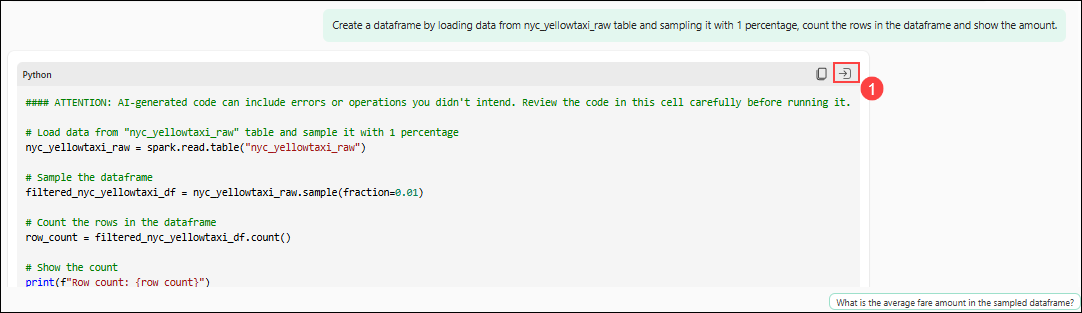 Create a dataframe by loading data from nyc_yellowtaxi_raw table and sampling it with 1 percentage, count the rows in the dataframe and show the amount.
Python
1
#### ATTENTION: AI-generated code can include errors or operations you didn't intend. Review the code in this cell carefully before running it.
# Load data from "nyc_yellowtaxi_raw" table and sample it with 1 percentage
nyc_yellowtaxi_raw = spark.read.table("nyc_yellowtaxi_raw")
# Sample the dataframe
filtered_nyc_yellowtaxi_df = nyc_yellowtaxi_raw.sample(fraction=0.01)
# Count the rows in the dataframe
row_count = filtered_nyc_yellowtaxi_df.count()
# Show the count
print(f"Row count: {row_count}")
What is the average fare amount in the sampled dataframe?